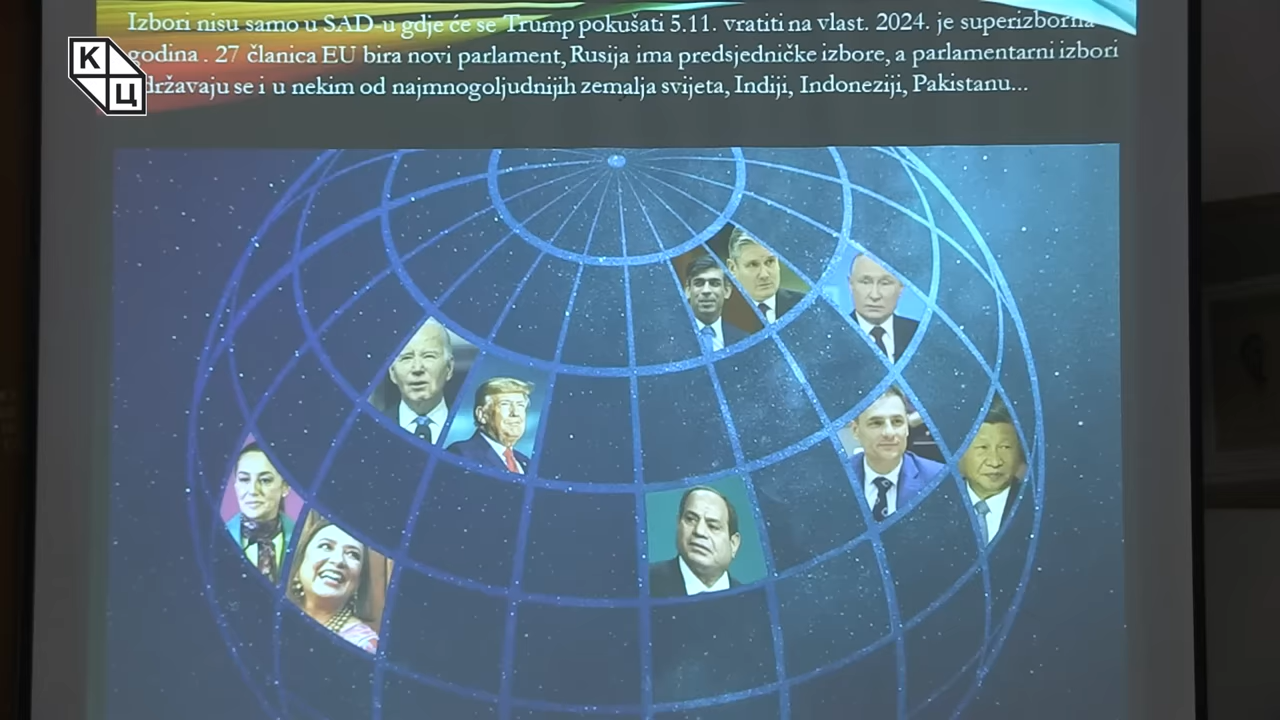 Izbori nisu samo u SAD-u gdje će se Trump pokušati 5.11. vratiti na vlast. 2024. je superizborna
godina . 27 članica EU bira novi parlament, Rusija ima predsjedničke izbore, a parlamentarni izbori
državaju se i u nekim od najmnogoljudnijih zemalja svijeta, Indiji, Indoneziji, Pakistanu...
К
Ц